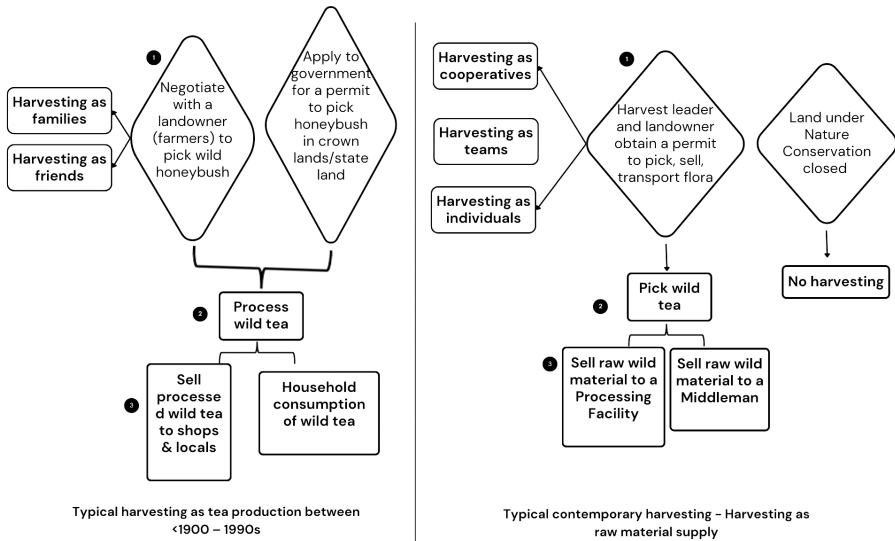 1
Negotiate
with a
landowner
(farmers) to
pick wild
honeybush
Apply to
government
for a permit
to pick
honeybush
in crown
lands/state
land
Harvesting as
families
Harvesting as
friends
2
Process
wild tea
3
Sell
processe
d wild tea
to shops
& locals
Household
consumption
of wild tea
Typical harvesting as tea production between
<1900 – 1990s
1
Harvesting as
cooperatives
Harvesting as
teams
Harvesting as
individuals
Harvest leader
and landowner
obtain a permit
to pick, sell,
transport flora
Land under
Nature
Conservation
closed
No harvesting
2
Pick wild
tea
3
Sell raw wild
material to a
Processing
Facility
Sell raw wild
material to a
Middleman
Typical contemporary harvesting - Harvesting as
raw material supply